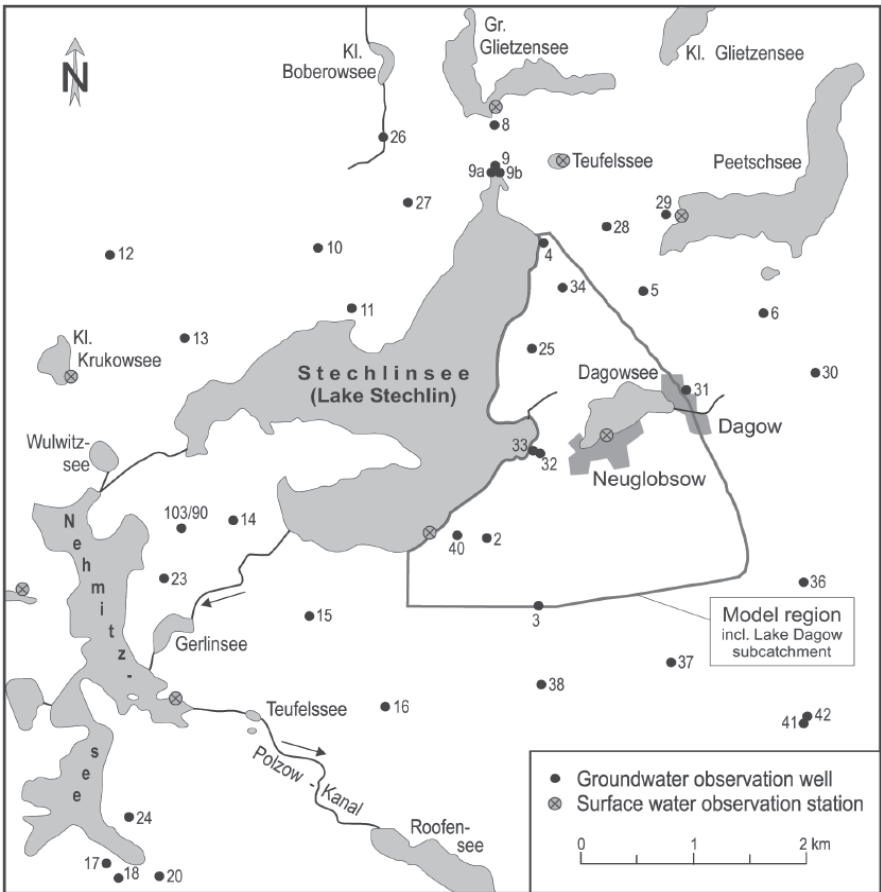 Gr.
Glietzensee
Kl. Glietzensee
Kl.
Boberowsee
N
8
26
9
9a
9b
Teufelssee
Peetschsee
27
29
28
12
10
4
34
5
6
11
13
Kl.
Krukowsee
25
30
Stechlinsee
(Lake Stechlin)
Dagowsee
31
Dagow
Wulwitz-
see
33
32
Neuglobsow
103/90
14
40
2
Nehmitz-
see
23
36
15
3
Model region
incl. Lake Dagow
subcatchment
Gerlinsee
37
38
16
Teufelssee
42
41
Polzow - Kanal
24
Roofen-
see
17
18
20
Groundwater observation well
Surface water observation station
0 1 2 km